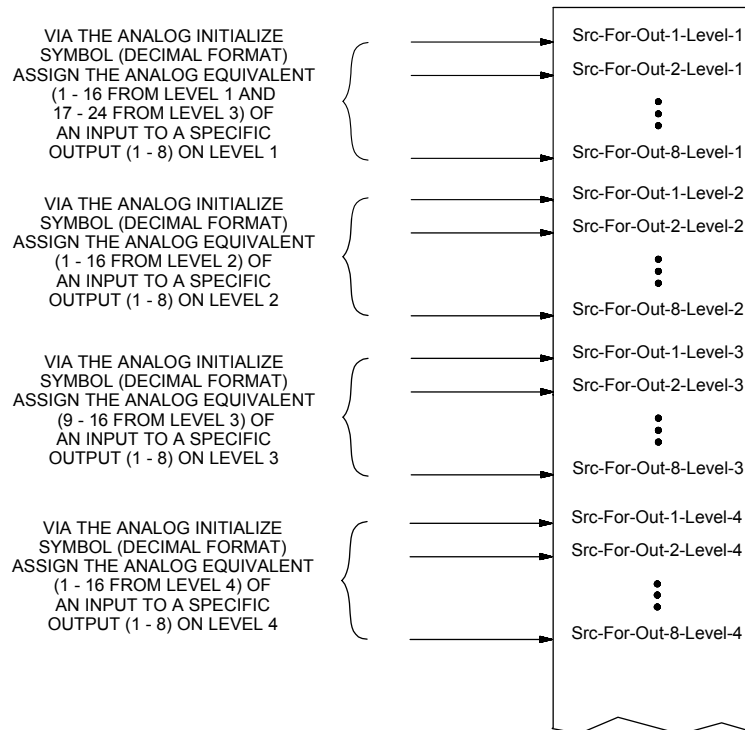 VIA THE ANALOG INITIALIZE
SYMBOL (DECIMAL FORMAT)
ASSIGN THE ANALOG EQUIVALENT
(1 - 16 FROM LEVEL 1 AND
17 - 24 FROM LEVEL 3) OF
AN INPUT TO A SPECIFIC
OUTPUT (1 - 8) ON LEVEL 1
Src-For-Out-1-Level-1
Src-For-Out-2-Level-1
Src-For-Out-8-Level-1
VIA THE ANALOG INITIALIZE
SYMBOL (DECIMAL FORMAT)
ASSIGN THE ANALOG EQUIVALENT
(1 - 16 FROM LEVEL 2) OF
AN INPUT TO A SPECIFIC
OUTPUT (1 - 8) ON LEVEL 2
Src-For-Out-1-Level-2
Src-For-Out-2-Level-2
Src-For-Out-8-Level-2
VIA THE ANALOG INITIALIZE
SYMBOL (DECIMAL FORMAT)
ASSIGN THE ANALOG EQUIVALENT
(9 - 16 FROM LEVEL 3) OF
AN INPUT TO A SPECIFIC
OUTPUT (1 - 8) ON LEVEL 3
Src-For-Out-1-Level-3
Src-For-Out-2-Level-3
Src-For-Out-8-Level-3
VIA THE ANALOG INITIALIZE
SYMBOL (DECIMAL FORMAT)
ASSIGN THE ANALOG EQUIVALENT
(1 - 16 FROM LEVEL 4) OF
AN INPUT TO A SPECIFIC
OUTPUT (1 - 8) ON LEVEL 4
Src-For-Out-1-Level-4
Src-For-Out-2-Level-4
Src-For-Out-8-Level-4